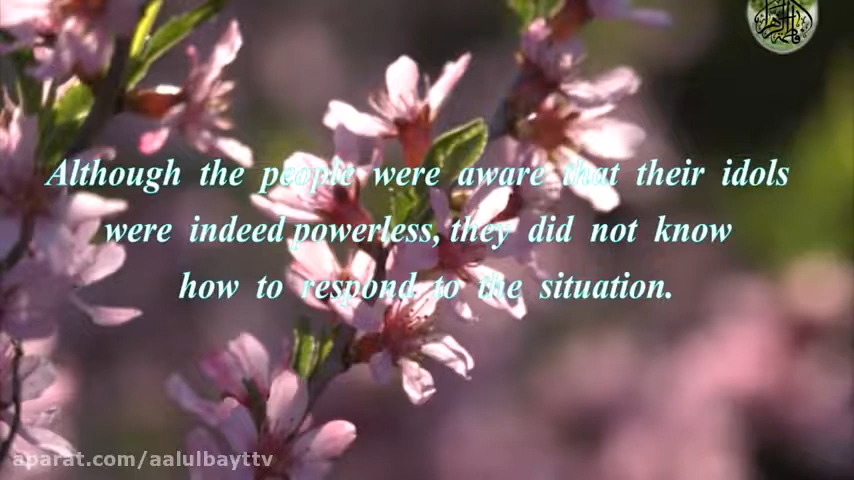 Although the people were aware that their idols
were indeed powerless, they did not know
how to respond to the situation.
aparat.com/aalulbayttv